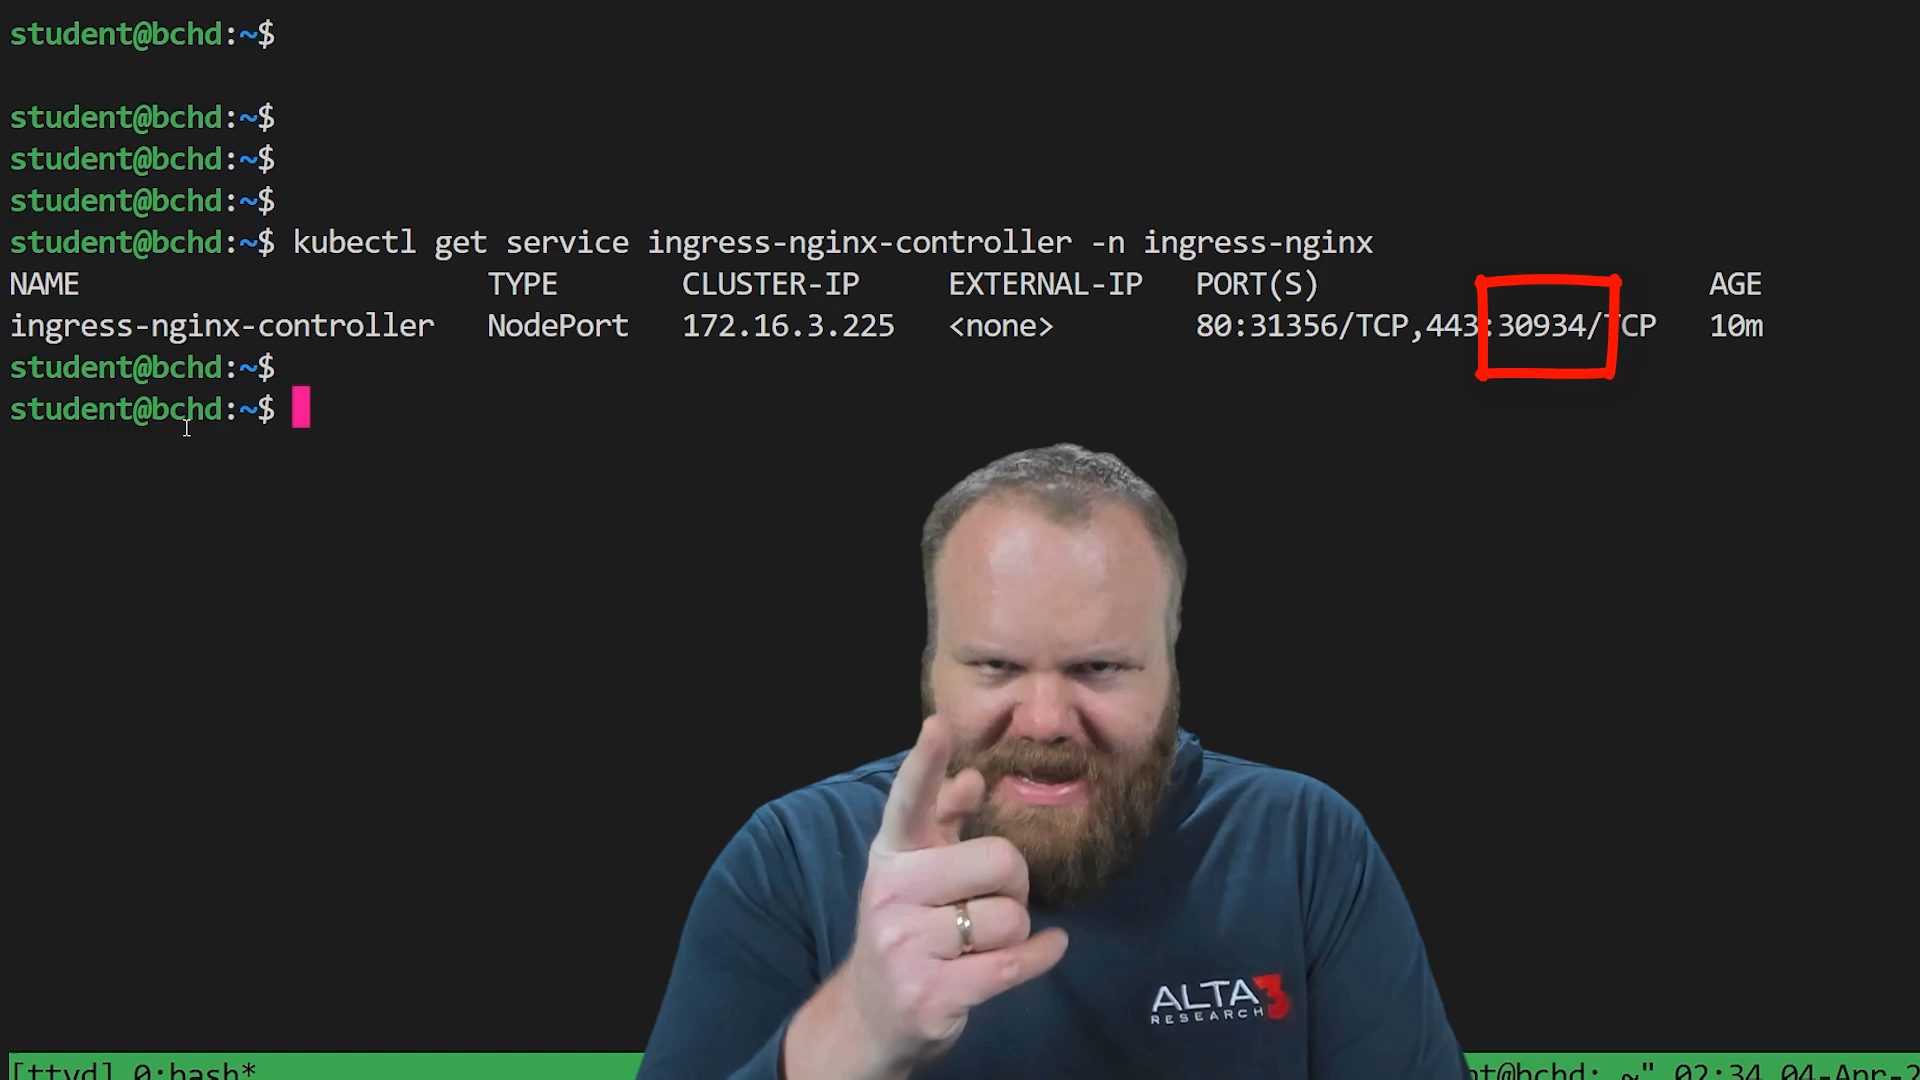 student@bchd:~$
student@bchd:~$
student@bchd:~$
student@bchd:~$
student@bchd:~$ kubectl get service ingress-nginx-controller -n ingress-nginx
NAME TYPE CLUSTER-IP EXTERNAL-IP PORT(S) AGE
ingress-nginx-controller NodePort 172.16.3.225 <none> 80:31356/TCP,443:30934/TCP 10m
student@bchd:~$
student@bchd:~$
ALTA3
RESEARCH
[ttyd] 0:bash* nt@bchd: ~" 02:34 04-Apr-2